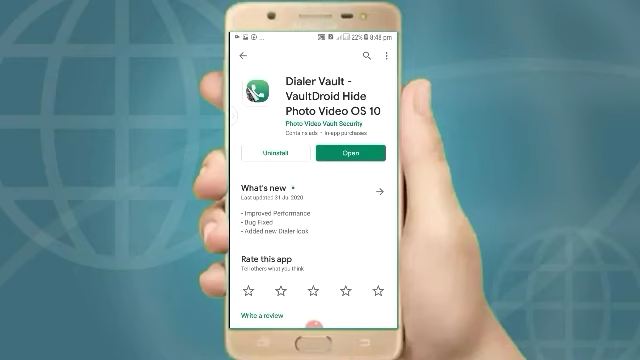 22% 8:48 pm
Dialer Vault -
VaultDroid Hide
Photo Video OS 10
Photo Video Vault Security
Contains ads · In-app purchases
Uninstall
Open
What's new
Last updated 31 Jul 2020
- Improved Performance
- Bug Fixed
- Added new Dialer look
Rate this app
Tell others what you think
Write a review